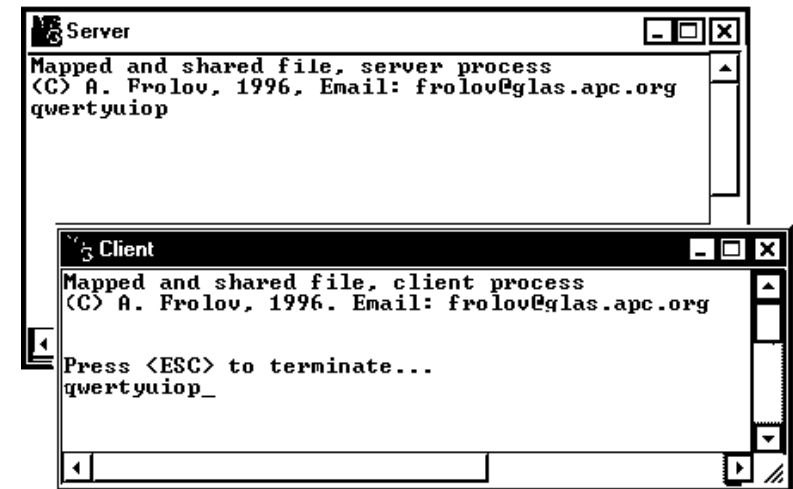 Server
Mapped and shared file, server process
(C) A. Frolov, 1996, Email: frolov@glas.apc.org
qwertyuiop
Client
Mapped and shared file, client process
(C) A. Frolov, 1996. Email: frolov@glas.apc.org
Press <ESC> to terminate...
qwertyuiop_